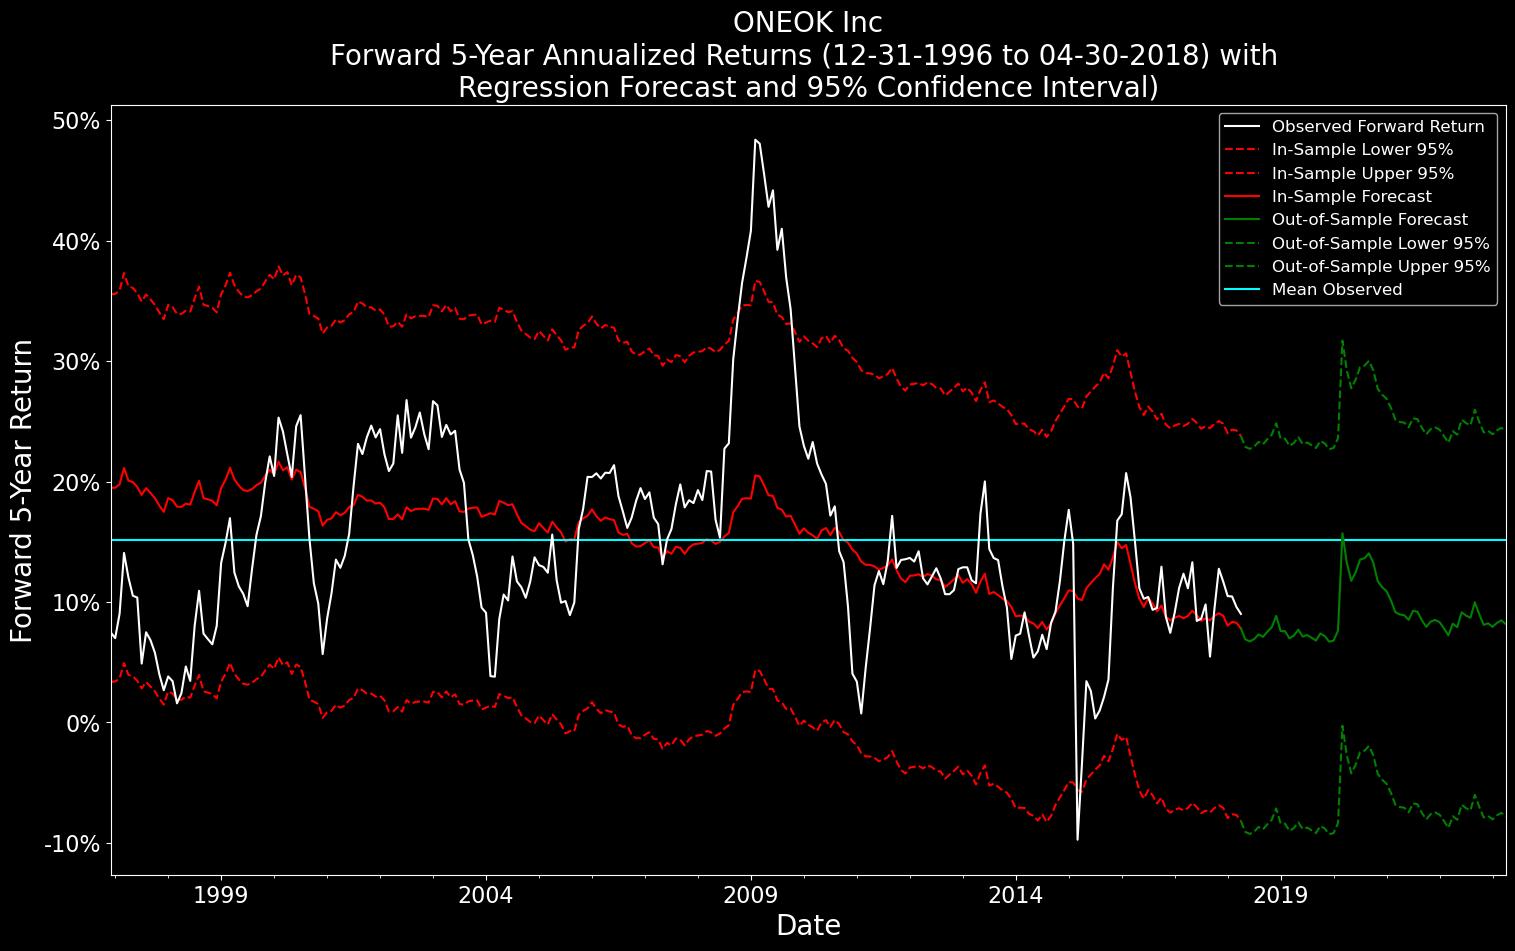 ONEOK Inc
Forward 5-Year Annualized Returns (12-31-1996 to 04-30-2018) with
Regression Forecast and 95% Confidence Interval)
Forward 5-Year Return
50%
40%
30%
20%
10%
0%
-10%
Observed Forward Return
In-Sample Lower 95%
In-Sample Upper 95%
In-Sample Forecast
Out-of-Sample Forecast
Out-of-Sample Lower 95%
Out-of-Sample Upper 95%
Mean Observed
1999
2004
2009
2014
2019
Date